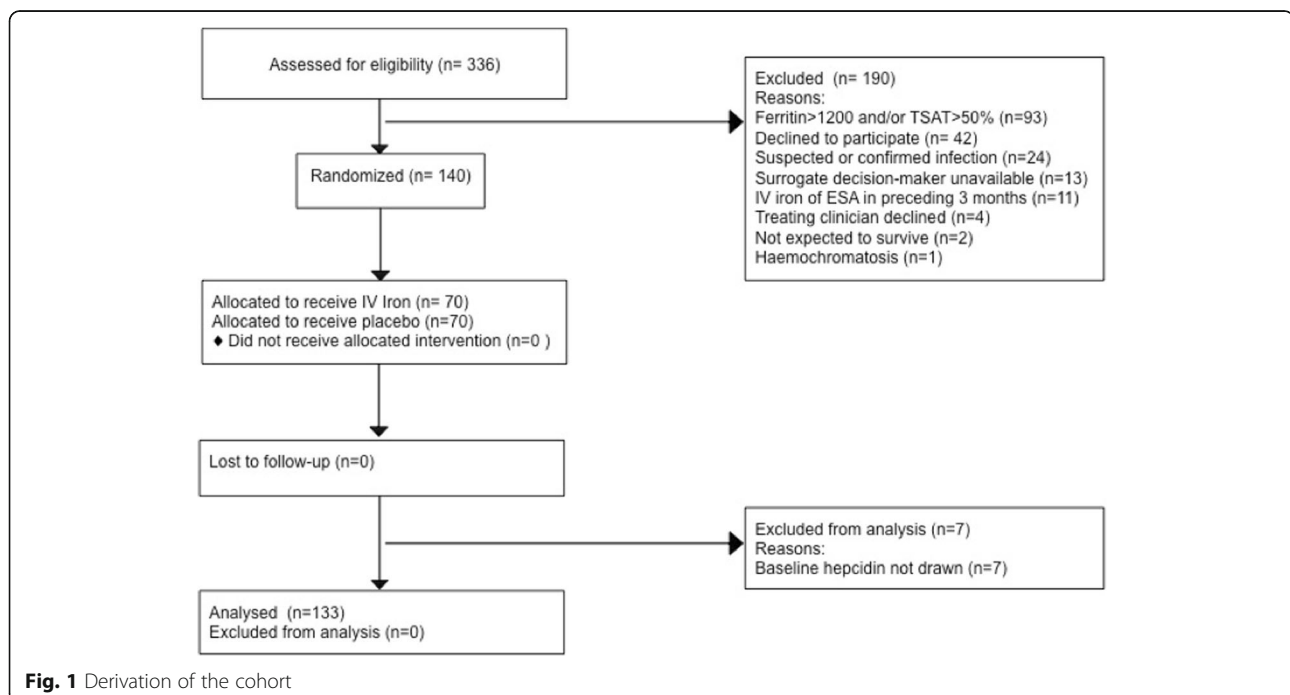 Assessed for eligibility (n= 336)
Excluded (n= 190)
Reasons:
Ferritin>1200 and/or TSAT>50% (n=93)
Declined to participate (n= 42)
Suspected or confirmed infection (n=24)
Surrogate decision-maker unavailable (n=13)
IV iron of ESA in preceding 3 months (n=11)
Treating clinician declined (n=4)
Not expected to survive (n=2)
Haemochromatosis (n=1)
Randomized (n= 140)
Allocated to receive IV Iron (n= 70)
Allocated to receive placebo (n=70)
♦ Did not receive allocated intervention (n=0 )
Lost to follow-up (n=0)
Excluded from analysis (n=7)
Reasons:
Baseline hepcidin not drawn (n=7)
Analysed (n=133)
Excluded from analysis (n=0)
Fig. 1 Derivation of the cohort